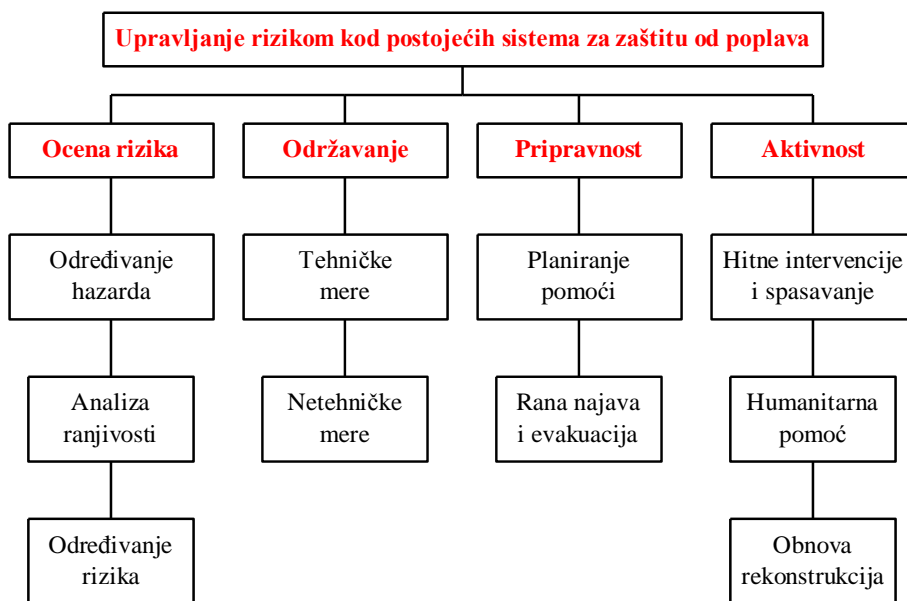 Upravljanje rizikom kod postojećih sistema za zaštitu od poplava
Ocena rizika
Održavanje
Pripravnost
Aktivnost
Određivanje
hazarda
Tehničke
mere
Planiranje
pomoći
Hitne intervencije
i spasavanje
Analiza
ranjivosti
Netehničke
mere
Rana najava
i evakuacija
Humanitarna
pomoć
Određivanje
rizika
Obnova
rekonstrukcija